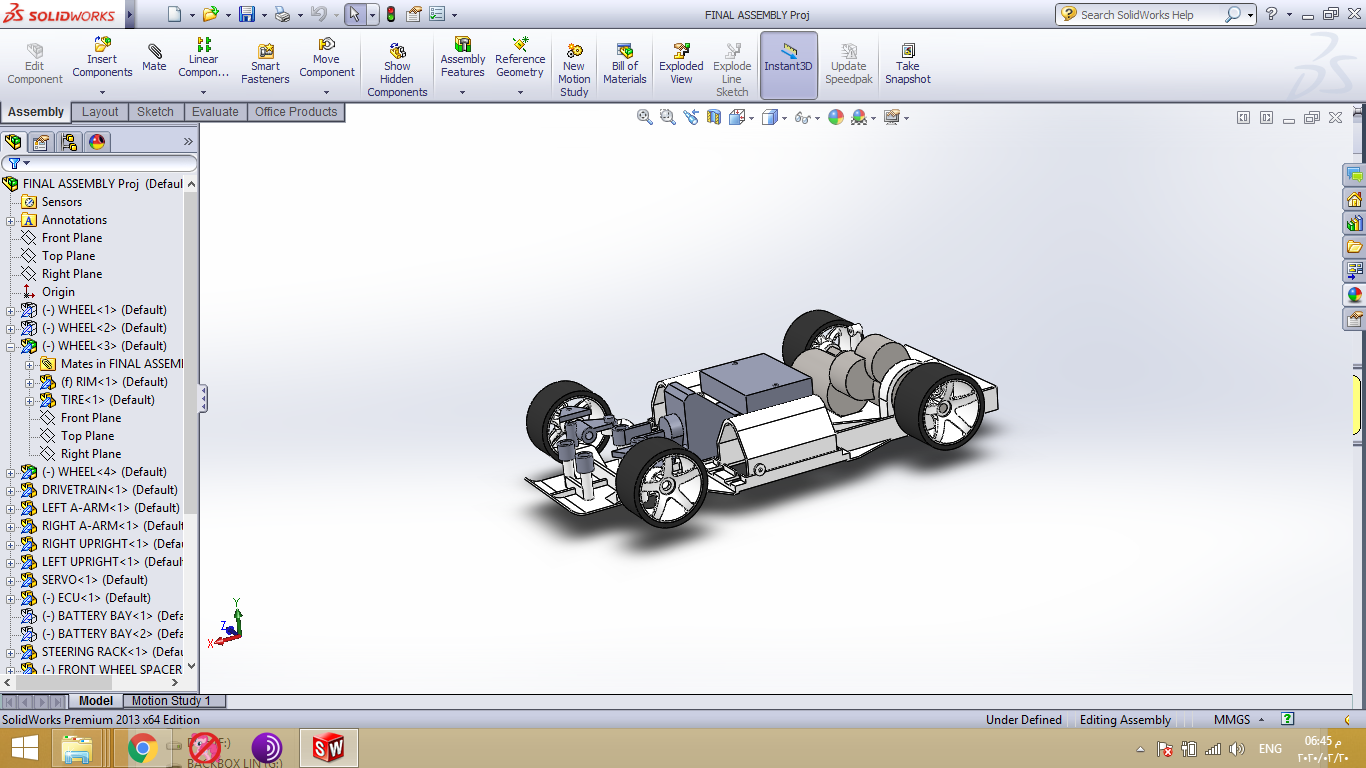 SOLIDWORKS
FINAL ASSEMBLY Proj
Search SolidWorks Help
Edit Component
Insert Components
Mate
Linear Compon...
Smart Fasteners
Move Component
Show Hidden Components
Assembly Features
Reference Geometry
New Motion Study
Bill of Materials
Exploded View
Explode Line Sketch
Instant3D
Update Speedpak
Take Snapshot
Assembly Layout Sketch Evaluate Office Products
FINAL ASSEMBLY Proj (Defaul
Sensors
Annotations
Front Plane
Top Plane
Right Plane
Origin
(-) WHEEL<1> (Default)
(-) WHEEL<2> (Default)
(-) WHEEL<3> (Default)
Mates in FINAL ASSEM
(f) RIM<1> (Default)
TIRE<1> (Default)
Front Plane
Top Plane
Right Plane
(-) WHEEL<4> (Default)
DRIVETRAIN<1> (Default)
LEFT A-ARM<1> (Default)
RIGHT A-ARM<1> (Default
RIGHT UPRIGHT<1> (Defau
LEFT UPRIGHT<1> (Default
SERVO<1> (Default)
(-) ECU<1> (Default)
(-) BATTERY BAY<1> (Defa
(-) BATTERY BAY<2> (Defa
STEERING RACK<1> (Defau
(-) FRONT WHEEL SPACER
Y
Z
X
Model Motion Study 1
SolidWorks Premium 2013 x64 Edition
Under Defined Editing Assembly MMGS
BACKBOX LIN (G:)
SW
ENG
06:45 م
٢٠٢٠/٠٢/٢٠